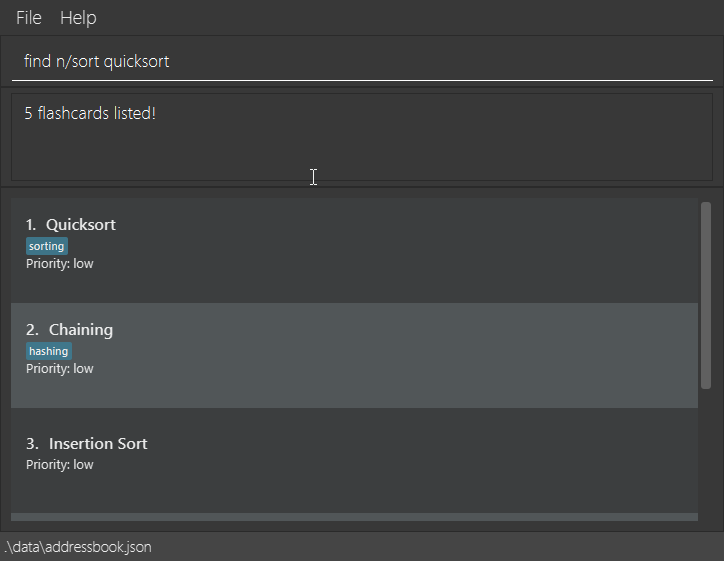 File Help
find n/sort quicksort
5 flashcards listed!
1. Quicksort
sorting
Priority: low
2. Chaining
hashing
Priority: low
3. Insertion Sort
Priority: low
.\data\addressbook.json